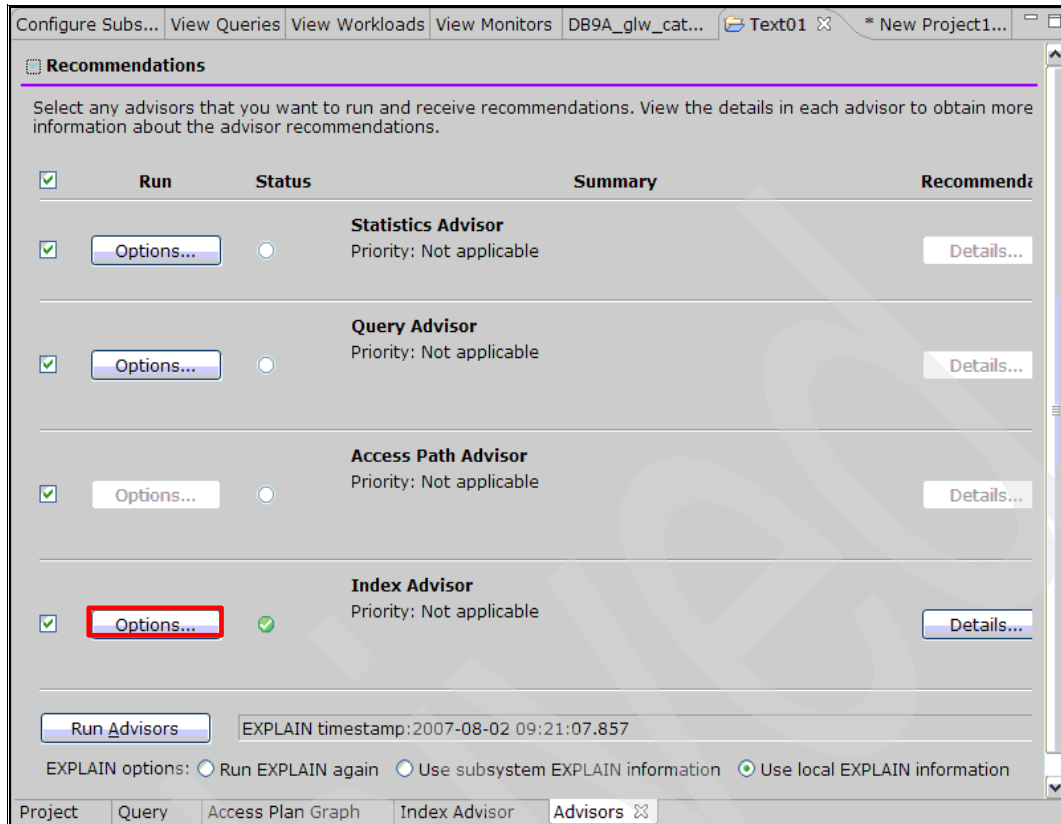 Configure Subs... View Queries View Workloads View Monitors DB9A_glw_cat... Text01 * New Project1...
Recommendations
Select any advisors that you want to run and receive recommendations. View the details in each advisor to obtain more
information about the advisor recommendations.
Run Status Summary Recommenda
Statistics Advisor
Options... Priority: Not applicable Details...
Query Advisor
Options... Priority: Not applicable Details...
Access Path Advisor
Options... Priority: Not applicable Details...
Index Advisor
Options... Priority: Not applicable Details...
Run Advisors EXPLAIN timestamp:2007-08-02 09:21:07.857
EXPLAIN options: Run EXPLAIN again Use subsystem EXPLAIN information Use local EXPLAIN information
Project Query Access Plan Graph Index Advisor Advisors